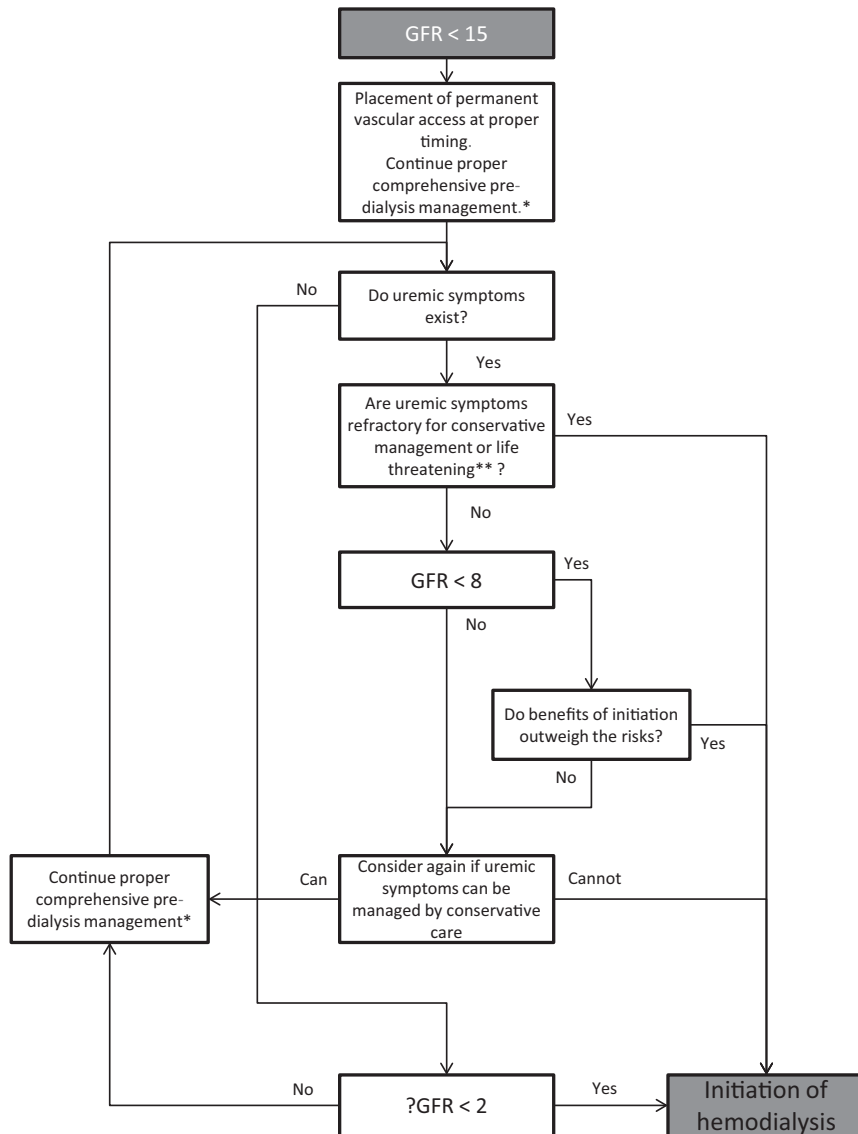 GFR < 15
Placement of permanent
vascular access at proper
timing.
Continue proper
comprehensive pre-
dialysis management.*
No
Do uremic symptoms
exist?
Yes
Are uremic symptoms
refractory for conservative
management or life
threatening** ?
Yes
No
GFR < 8
Yes
No
Do benefits of initiation
outweigh the risks?
Yes
No
Continue proper
comprehensive pre-
dialysis management*
Can
Consider again if uremic
symptoms can be
managed by conservative
care
Cannot
No
?GFR < 2
Yes
Initiation of
hemodialysis